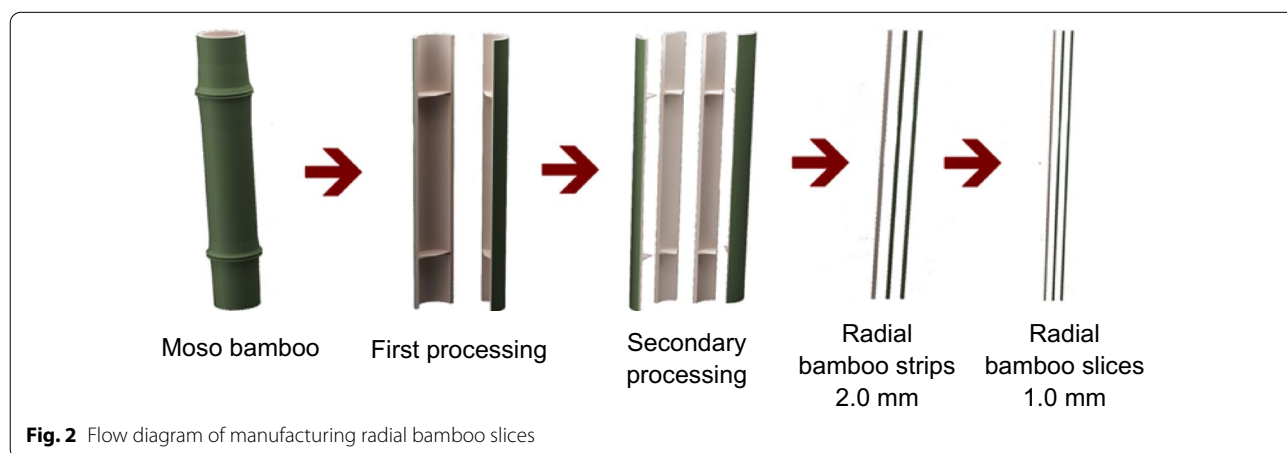 Moso bamboo
First processing
Secondary
processing
Radial
bamboo strips
2.0 mm
Radial
bamboo slices
1.0 mm
Fig. 2 Flow diagram of manufacturing radial bamboo slices